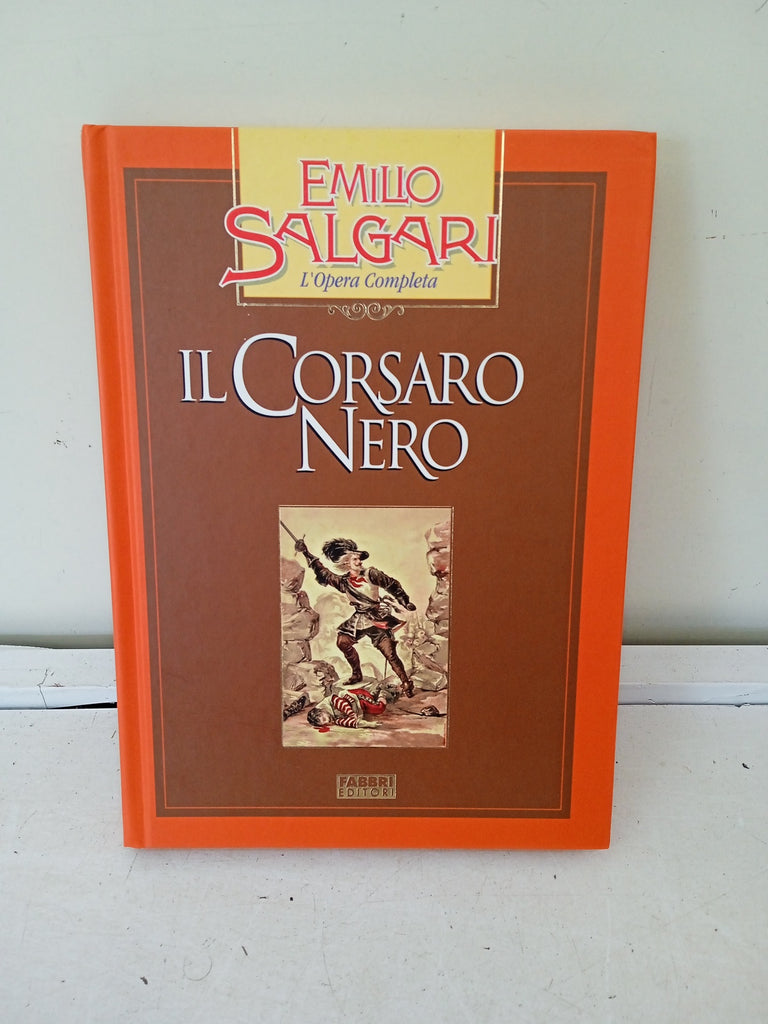 EMILIO
SALGARI
L'Opera Completa
IL CORSARO
NERO
FABBRI
EDITORI